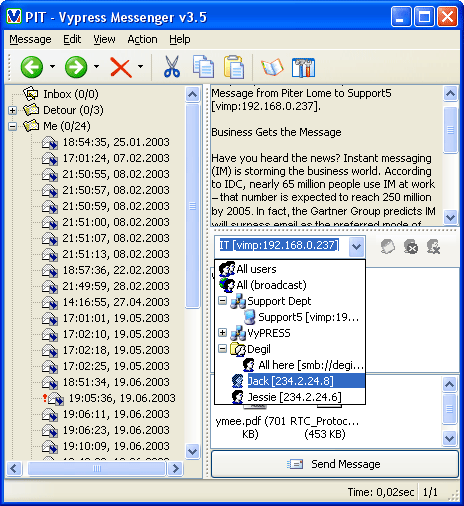 PIT - Vypress Messenger v3.5
Message Edit View Action Help
Inbox (0/0)
Detour (0/3)
Me (0/24)
18:54:35, 25.01.2003
17:01:24, 07.02.2003
21:50:55, 08.02.2003
21:50:57, 08.02.2003
21:50:59, 08.02.2003
21:51:00, 08.02.2003
21:51:07, 08.02.2003
21:51:13, 08.02.2003
18:57:36, 22.02.2003
21:49:59, 28.02.2003
14:16:55, 27.04.2003
17:01:01, 19.05.2003
17:02:10, 19.05.2003
17:02:18, 19.05.2003
17:02:25, 19.05.2003
18:51:34, 19.06.2003
19:05:36, 19.06.2003
19:06:11, 19.06.2003
19:06:23, 19.06.2003
19:10:09, 19.06.2003
Message from Piter Lome to Support5
[vimp:192.168.0.237].
Business Gets the Message
Have you heard the news? Instant messaging
(IM) is storming the business world. According
to IDC, nearly 65 million people use IM at work
–that number is expected to reach 250 million
by 2005. In fact, the Gartner Group predicts IM
will surpass email as the preferred mode of
IT [vimp:192.168.0.237]
All users
All (broadcast)
Support Dept
Support5 [vimp:19...
VyPRESS
Degil
All here [smb://degi...
Jack [234.2.24.8]
Jessie [234.2.24.6]
ymee.pdf (701 RTC_Protoc...
KB) (453 KB)
Send Message
Time: 0,02sec 1/1